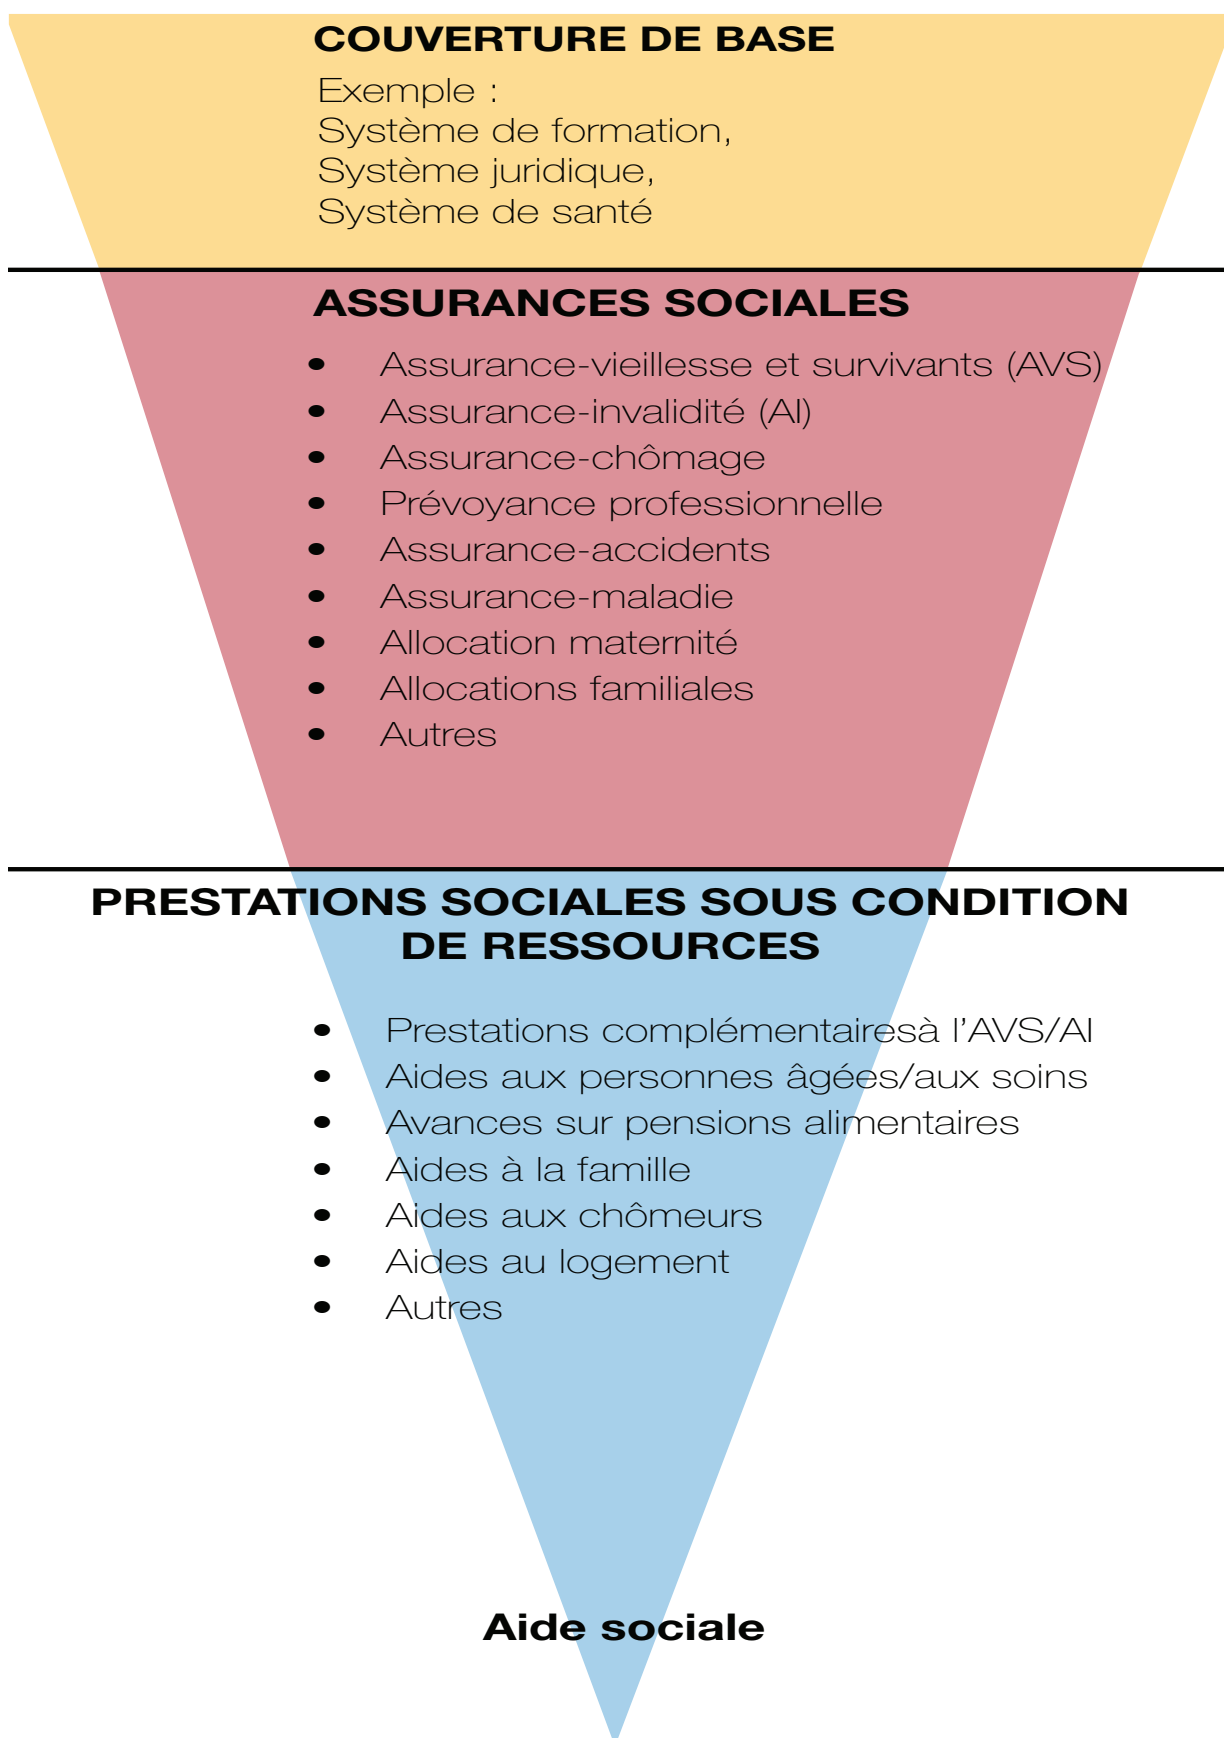 COUVERTURE DE BASE
Exemple :
Système de formation,
Système juridique,
Système de santé
ASSURANCES SOCIALES
• Assurance-vieillesse et survivants (AVS)
• Assurance-invalidité (AI)
• Assurance-chômage
• Prévoyance professionnelle
• Assurance-accidents
• Assurance-maladie
• Allocation maternité
• Allocations familiales
• Autres
PRESTATIONS SOCIALES SOUS CONDITION
DE RESSOURCES
• Prestations complémentairesà l’AVS/AI
• Aides aux personnes âgées/aux soins
• Avances sur pensions alimentaires
• Aides à la famille
• Aides aux chômeurs
• Aides au logement
• Autres
Aide sociale